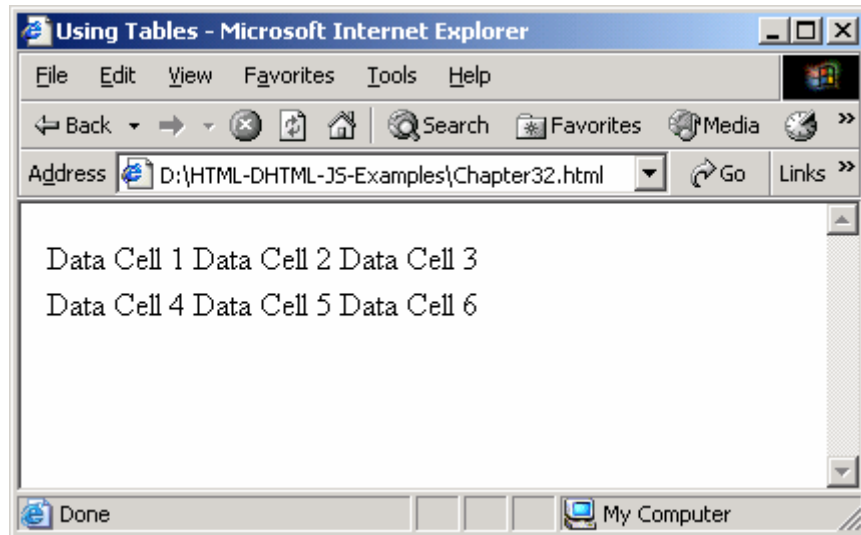 Using Tables - Microsoft Internet Explorer
File Edit View Favorites Tools Help
Back Search Favorites Media »
Address D:\HTML-DHTML-JS-Examples\Chapter32.html Go Links »
Data Cell 1 Data Cell 2 Data Cell 3
Data Cell 4 Data Cell 5 Data Cell 6
Done My Computer